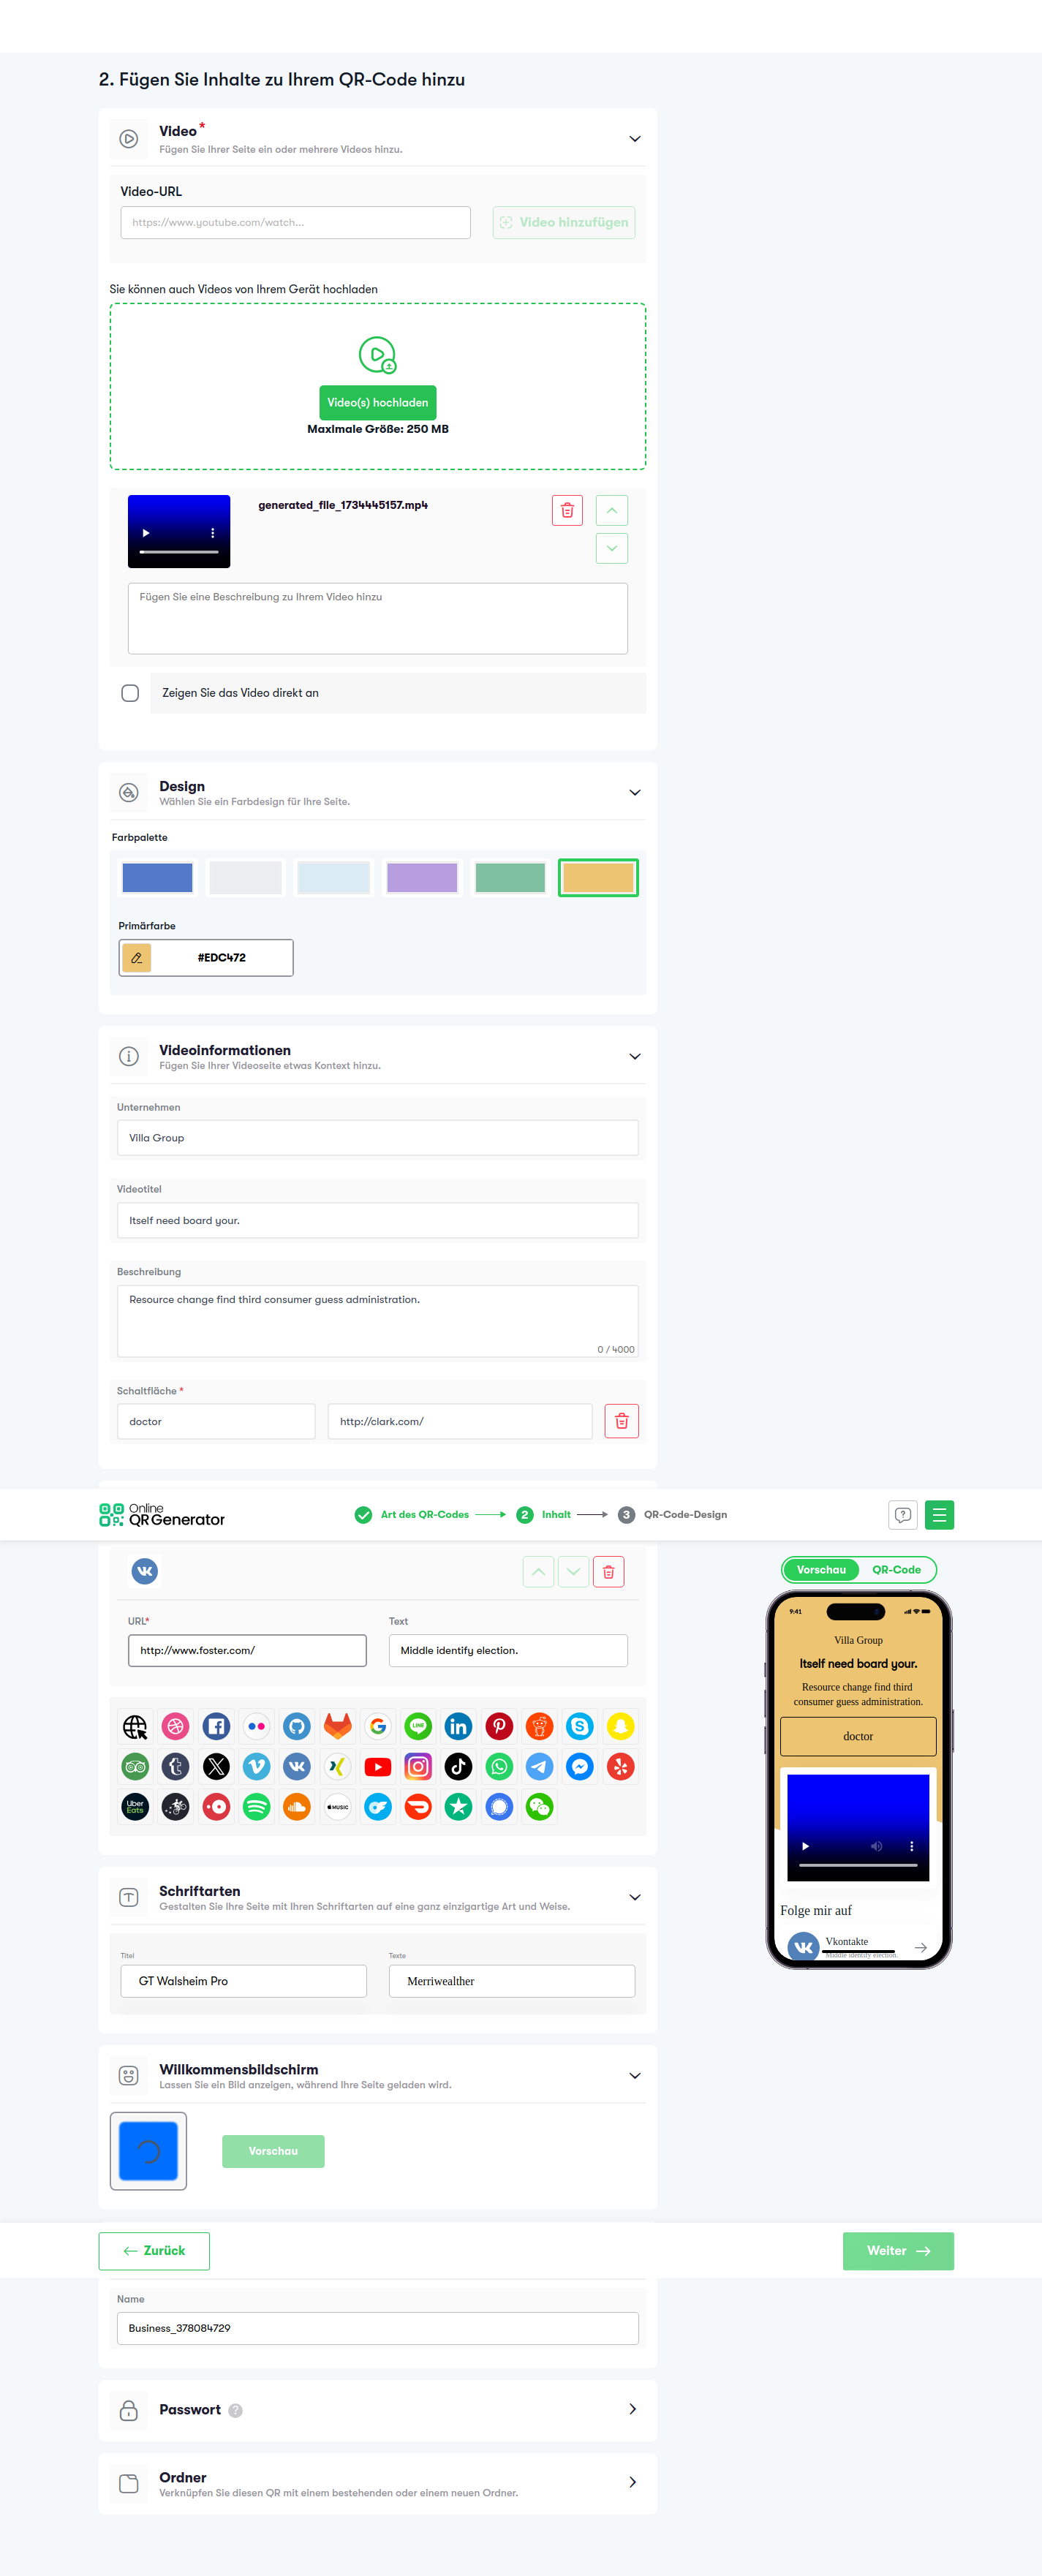 2. Fügen Sie Inhalte zu Ihrem QR-Code hinzu
Video*
Fügen Sie Ihrer Seite ein oder mehrere Videos hinzu.
Video-URL
https://www.youtube.com/watch...
Video hinzufügen
Sie können auch Videos von Ihrem Gerät hochladen
Video(s) hochladen
Maximale Größe: 250 MB
generated_file_1734445157.mp4
Fügen Sie eine Beschreibung zu Ihrem Video hinzu
Zeigen Sie das Video direkt an
Design
Wählen Sie ein Farbdesign für Ihre Seite.
Farbpalette
Primärfarbe
#EDC472
Videoinformationen
Fügen Sie Ihrer Videoseite etwas Kontext hinzu.
Unternehmen
Villa Group
Videotitel
Itself need board your.
Beschreibung
Resource change find third consumer guess administration.
0 / 4000
Schaltfläche *
doctor
http://clark.com/
Online
QR Generator
Art des QR-Codes
2
Inhalt
3
QR-Code-Design
URL*
Text
http://www.foster.com/
Middle identify election.
LINE
Uber
Eats
MUSIC
Vorschau
QR-Code
9:41
Villa Group
Itself need board your.
Resource change find third
consumer guess administration.
doctor
Folge mir auf
Vkontakte
Middle identify election.
Schriftarten
Gestalten Sie Ihre Seite mit Ihren Schriftarten auf eine ganz einzigartige Art und Weise.
Titel
Texte
GT Walsheim Pro
Merriwealther
Willkommensbildschirm
Lassen Sie ein Bild anzeigen, während Ihre Seite geladen wird.
Vorschau
Zurück
Weiter
Name
Business_378084729
Passwort ?
Ordner
Verknüpfen Sie diesen QR mit einem bestehenden oder einem neuen Ordner.